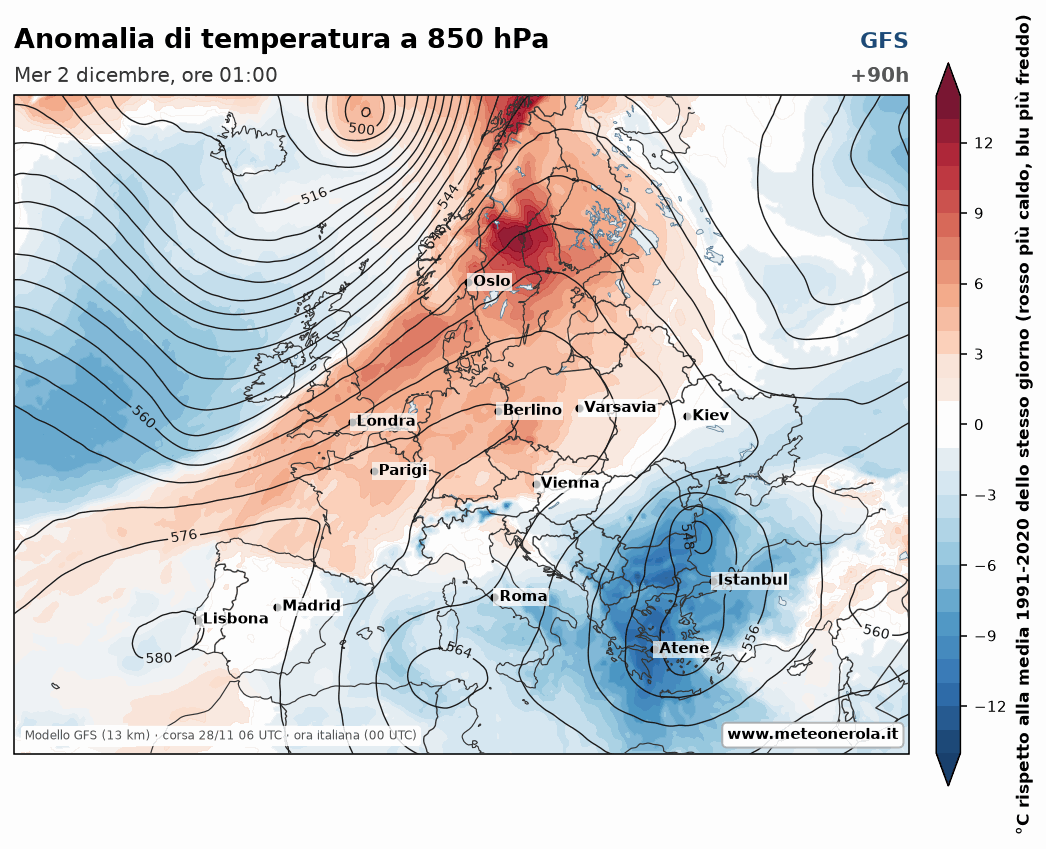 Anomalia di temperatura a 850 hPa
GFS
Mer 2 dicembre, ore 01:00
+90h
500
516
544
548
Oslo
560
Londra
Berlino
Varsavia
Kiev
Parigi
Vienna
576
548
Istanbul
Roma
Madrid
Lisbona
580
564
Atene
556
560
Modello GFS (13 km) · corsa 28/11 06 UTC · ora italiana (00 UTC)
www.meteonerola.it
12
9
6
3
0
−3
−6
−9
−12
°C rispetto alla media 1991-2020 dello stesso giorno (rosso più caldo, blu più freddo)